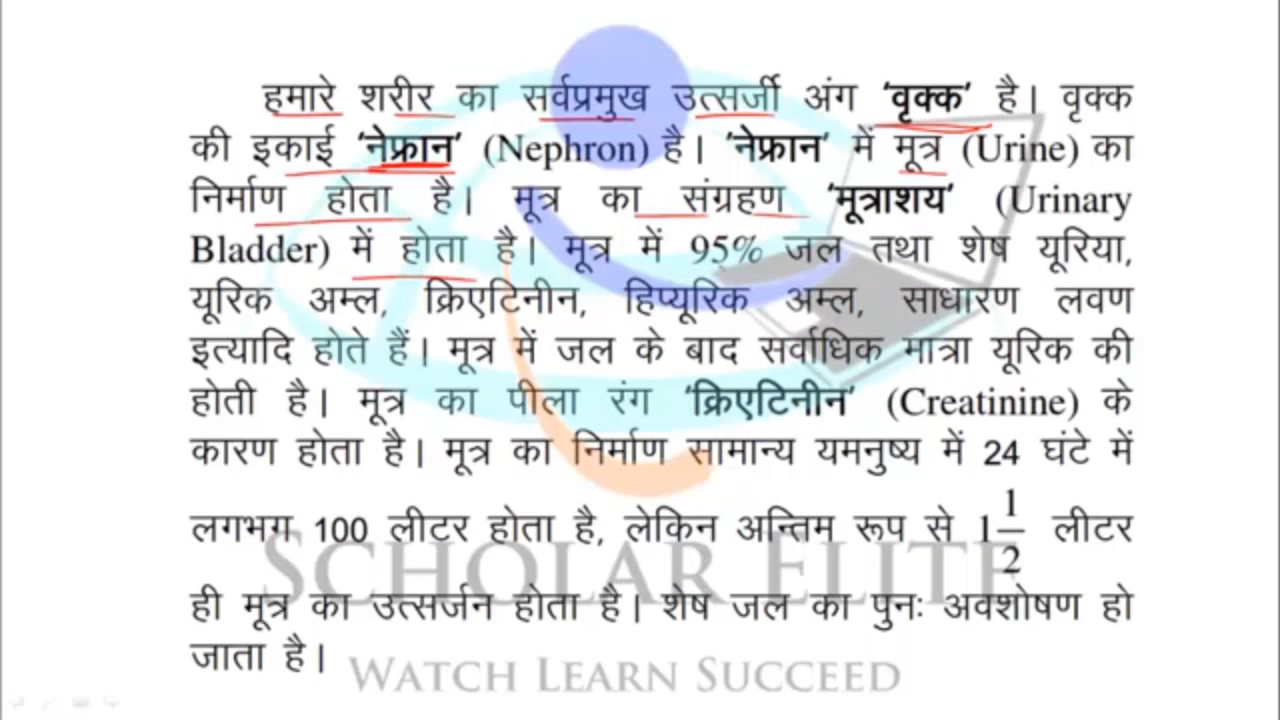 हमारे शरीर का सर्वप्रमुख उत्सर्जी अंग 'वृक्क' है। वृक्क
की इकाई 'नेफ्रान' (Nephron) है। 'नेफ्रान' में मूत्र (Urine) का
निर्माण होता है। मूत्र का संग्रहण 'मूत्राशय' (Urinary
Bladder) में होता है। मूत्र में 95% जल तथा शेष यूरिया,
यूरिक अम्ल, क्रिएटिनीन, हिप्यूरिक अम्ल, साधारण लवण
इत्यादि होते हैं। मूत्र में जल के बाद सर्वाधिक मात्रा यूरिक की
होती है। मूत्र का पीला रंग 'क्रिएटिनीन' (Creatinine) के
कारण होता है। मूत्र का निर्माण सामान्य यमनुष्य में 24 घंटे में
लगभग 100 लीटर होता है, लेकिन अन्तिम रूप से 1 1/2 लीटर
SCHOLAR ELITE
ही मूत्र का उत्सर्जन होता है। शेष जल का पुनः अवशोषण हो
जाता है।
WATCH LEARN SUCCEED